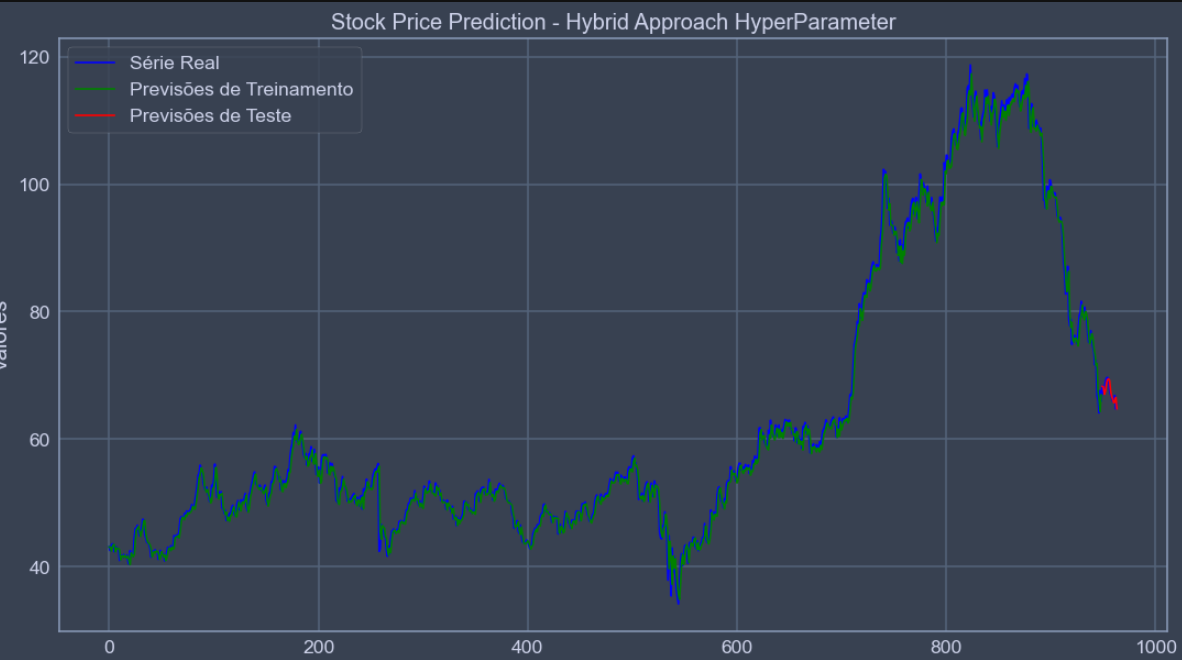 Stock Price Prediction - Hybrid Approach HyperParameter
Série Real
Previsões de Treinamento
Previsões de Teste
120
100
80
60
40
Valores
0 200 400 600 800 1000